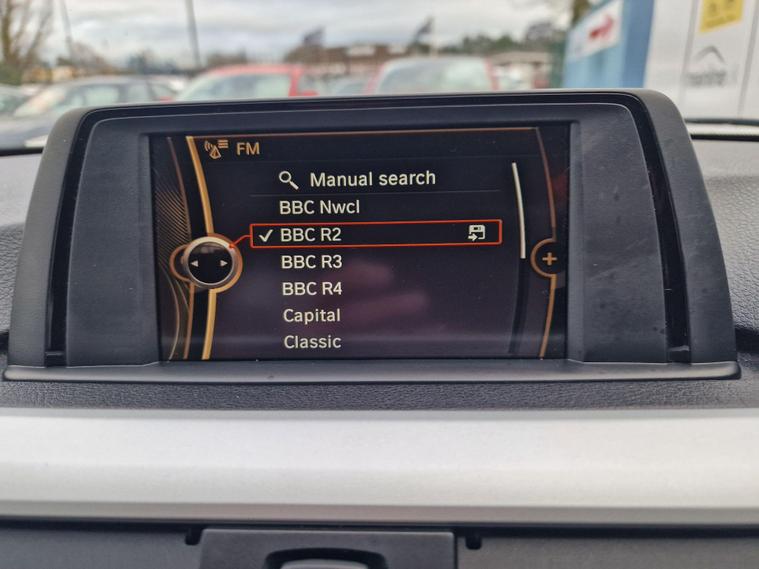 FM
Manual search
BBC Nwcl
BBC R2
BBC R3
BBC R4
Capital
Classic